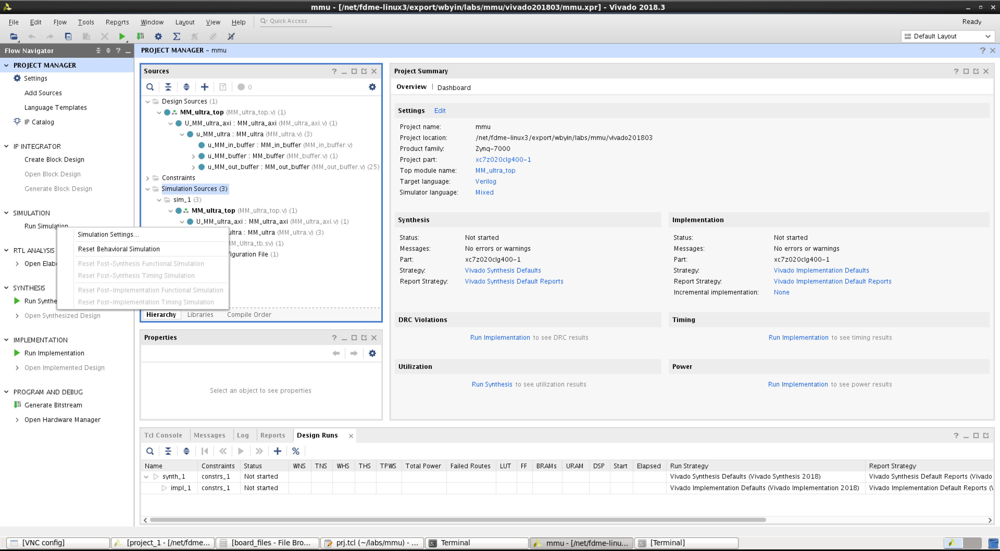 mmu - [/net/fdme-linux3/export/wbyin/labs/mmu/vivado201803/mmu.xpr] - Vivado 2018.3
File Edit Flow Tools Reports Window Layout View Help Quick Access Ready
Default Layout
Flow Navigator
PROJECT MANAGER
Settings
Add Sources
Language Templates
IP Catalog
IP INTEGRATOR
Create Block Design
Open Block Design
Generate Block Design
SIMULATION
Run Simulation
RTL ANALYSIS
Open Elab
SYNTHESIS
Run Synthe
Open Synthesized Design
IMPLEMENTATION
Run Implementation
Open Implemented Design
PROGRAM AND DEBUG
Generate Bitstream
Open Hardware Manager
Simulation Settings...
Reset Behavioral Simulation
Reset Post-Synthesis Functional Simulation
Reset Post-Synthesis Timing Simulation
Reset Post-Implementation Functional Simulation
Reset Post-Implementation Timing Simulation
PROJECT MANAGER - mmu
Sources
0
Design Sources (1)
MM_ultra_top (MM_ultra_top.v) (1)
U_MM_ultra_axi : MM_ultra_axi (MM_ultra_axi.v) (1)
u_MM_ultra : MM_ultra (MM_ultra.v) (3)
u_MM_in_buffer : MM_in_buffer (MM_in_buffer.v)
u_MM_buffer : MM_buffer (MM_buffer.v) (1)
u_MM_out_buffer : MM_out_buffer (MM_out_buffer.v) (25)
Constraints
Simulation Sources (3)
sim_1 (3)
MM_ultra_top (MM_ultra_top.v) (1)
U_MM_ultra_axi : MM_ultra_axi (MM_ultra_axi.v) (1)
ultra : MM_ultra (MM_ultra.v) (3)
MM_Ultra_tb.sv) (1)
figuration File (1)
Hierarchy Libraries Compile Order
Properties
Select an object to see properties
Project Summary
Overview | Dashboard
Settings Edit
Project name: mmu
Project location: /net/fdme-linux3/export/wbyin/labs/mmu/vivado201803
Product family: Zynq-7000
Project part: xc7z020clg400-1
Top module name: MM_ultra_top
Target language: Verilog
Simulator language: Mixed
Synthesis
Status: Not started
Messages: No errors or warnings
Part: xc7z020clg400-1
Strategy: Vivado Synthesis Defaults
Report Strategy: Vivado Synthesis Default Reports
Implementation
Status: Not started
Messages: No errors or warnings
Part: xc7z020clg400-1
Strategy: Vivado Implementation Defaults
Report Strategy: Vivado Implementation Default Reports
Incremental implementation: None
DRC Violations
Run Implementation to see DRC results
Timing
Run Implementation to see timing results
Utilization
Run Synthesis to see utilization results
Power
Run Implementation to see power results
Tcl Console Messages Log Reports Design Runs
Name Constraints Status WNS TNS WHS THS TPWS Total Power Failed Routes LUT FF BRAMs URAM DSP Start Elapsed Run Strategy Report Strategy
synth_1 constrs_1 Not started Vivado Synthesis Defaults (Vivado Synthesis 2018) Vivado Synthesis Default Reports (Vivado
impl_1 constrs_1 Not started Vivado Implementation Defaults (Vivado Implementation 2018) Vivado Implementation Default Reports (V
[VNC config] [project_1 - [/net/fdme... [board_files - File Bro... prj.tcl (~/labs/mmu) - ... Terminal mmu - [/net/fdme-linu... [Terminal]